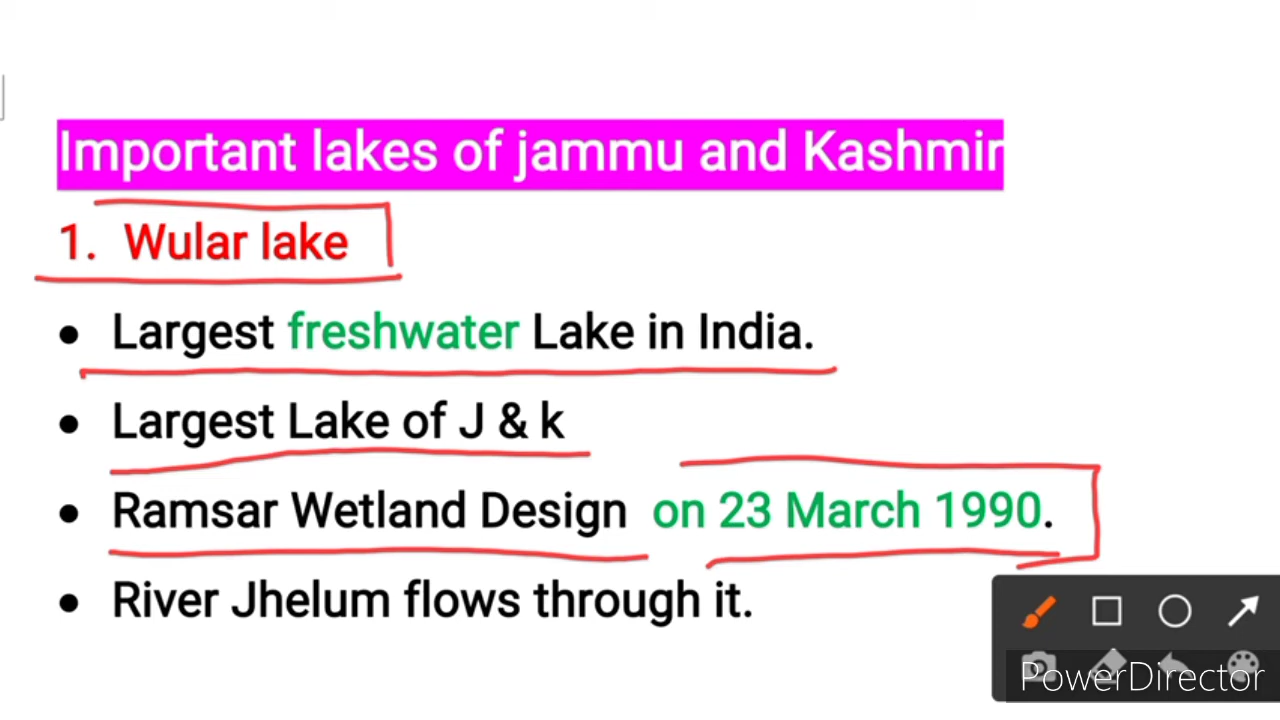 Important lakes of jammu and Kashmir
1. Wular lake
● Largest freshwater Lake in India.
● Largest Lake of J & k
● Ramsar Wetland Design on 23 March 1990.
● River Jhelum flows through it.
PowerDirector